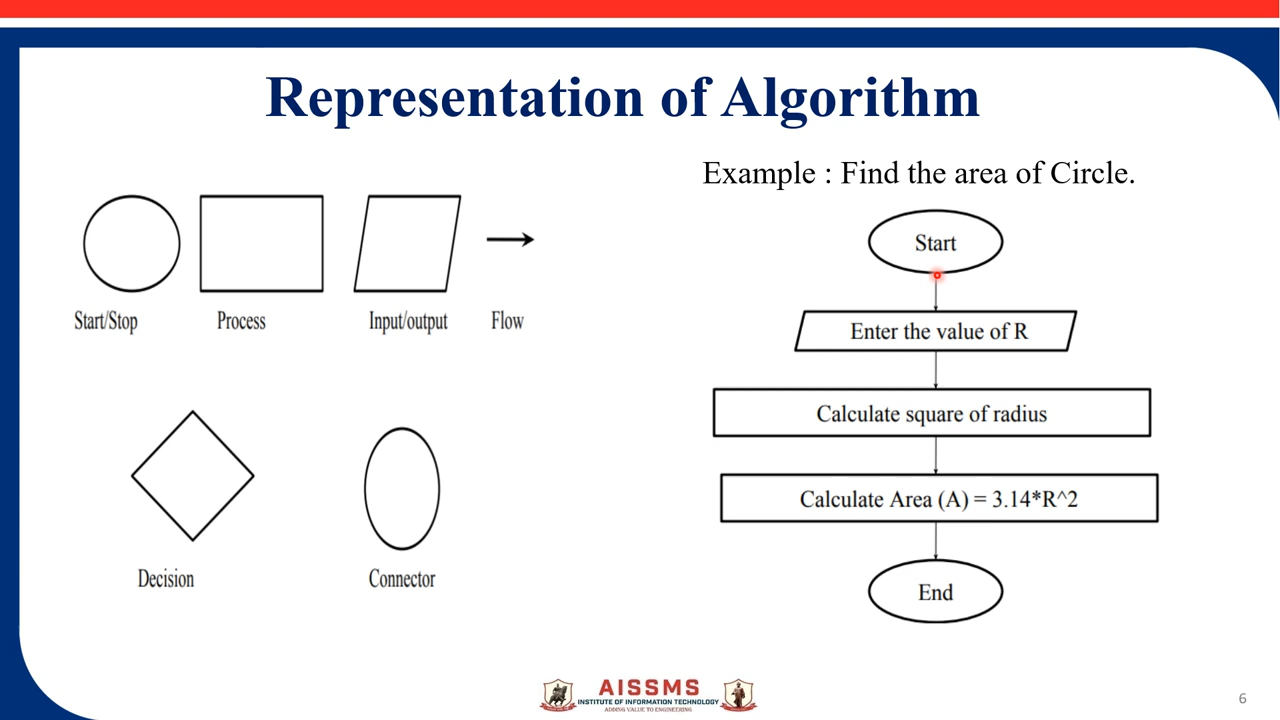 Representation of Algorithm
Start/Stop
Process
Input/output
Flow
Decision
Connector
Example : Find the area of Circle.
Start
Enter the value of R
Calculate square of radius
Calculate Area (A) = 3.14*R^2
End
AISSMS
INSTITUTE OF INFORMATION TECHNOLOGY
ADDING VALUE TO ENGINEERING
6